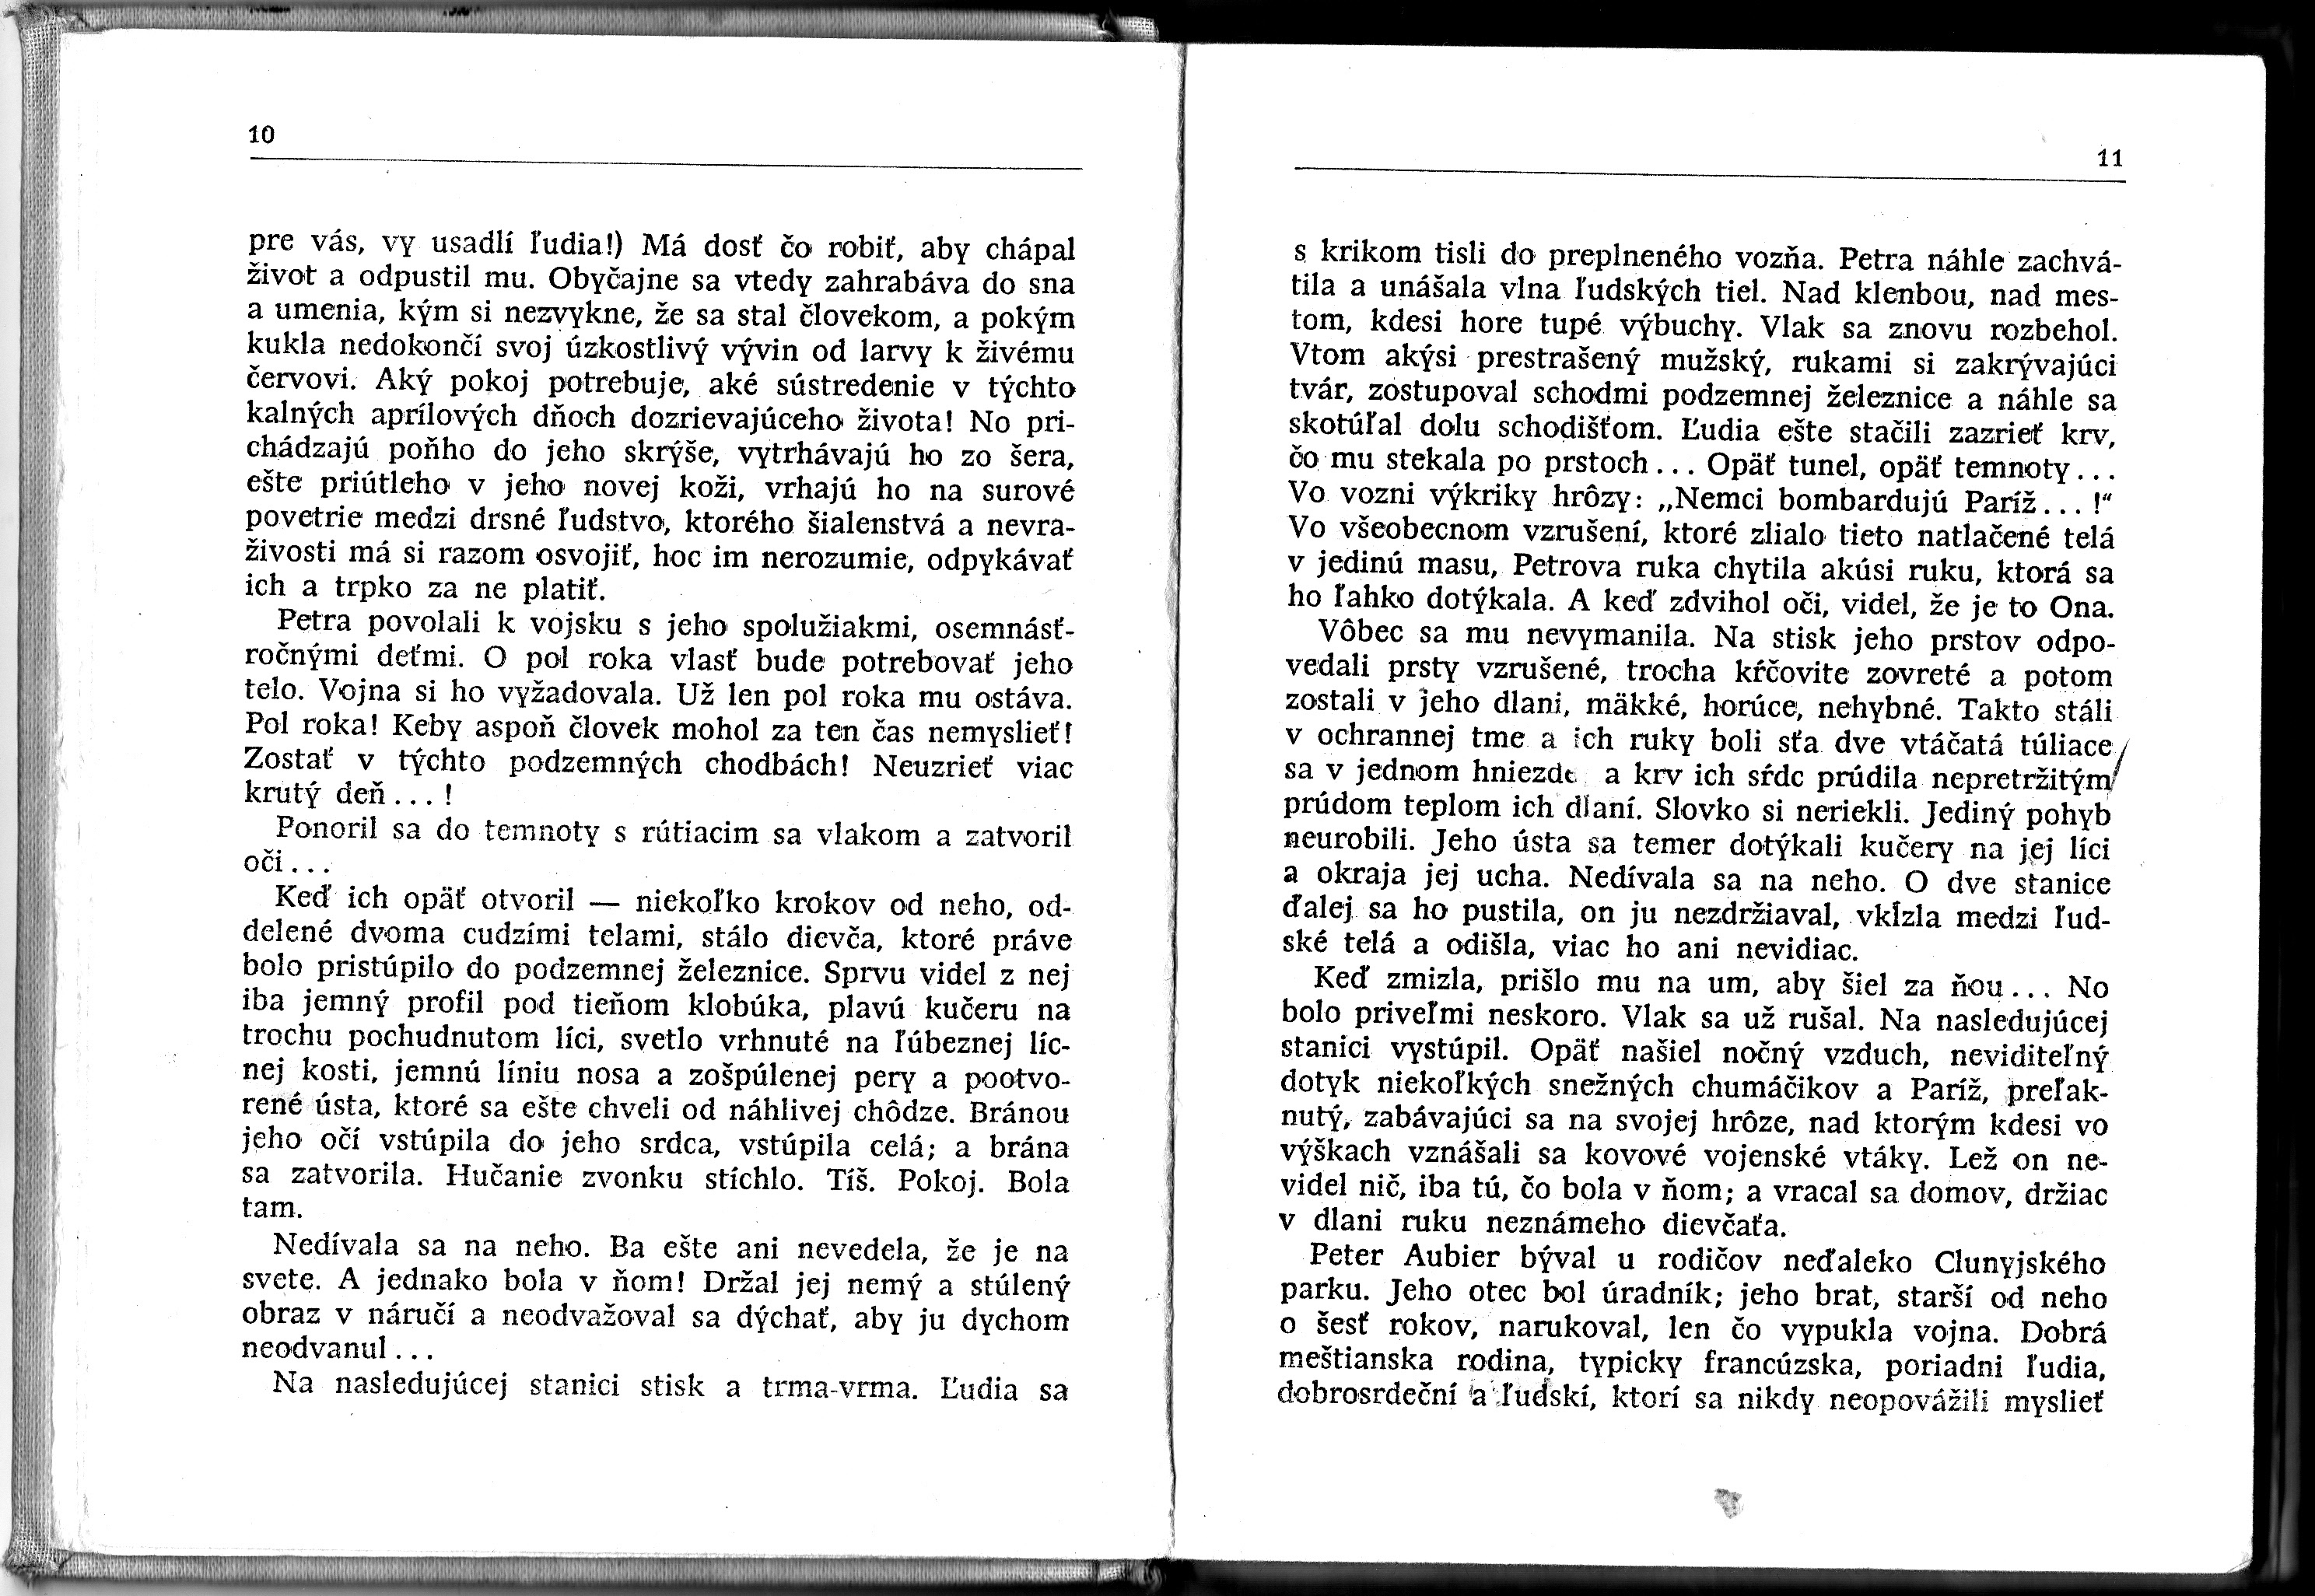 10
pre vás, vy usadlí ľudia!) Má dosť čo robiť, aby chápal
život a odpustil mu. Obyčajne sa vtedy zahrabáva do sna
a umenia, kým si nezvykne, že sa stal človekom, a pokým
kukla nedokončí svoj úzkostlivý vývin od larvy k živému
červovi. Aký pokoj potrebuje, aké sústredenie v týchto
kalných aprílových dňoch dozrievajúceho života! No pri-
chádzajú poňho do jeho skrýše, vytrhávajú ho zo šera,
ešte priútleho v jeho novej koži, vrhajú ho na surové
povetrie medzi drsné ľudstvo, ktorého šialenstvá a nevra-
živosti má si razom osvojiť, hoc im nerozumie, odpykávať
ich a trpko za ne platiť.
Petra povolali k vojsku s jeho spolužiakmi, osemnásť-
ročnými deťmi. O pol roka vlasť bude potrebovať jeho
telo. Vojna si ho vyžadovala. Už len pol roka mu ostáva.
Pol roka! Keby aspoň človek mohol za ten čas nemyslieť!
Zostať v týchto podzemných chodbách! Neuzrieť viac
krutý deň . . . !
Ponoril sa do temnoty s rútiacim sa vlakom a zatvoril
oči . . .
Keď ich opäť otvoril — niekoľko krokov od neho, od-
delené dvoma cudzími telami, stálo dievča, ktoré práve
bolo pristúpilo do podzemnej železnice. Sprvu videl z nej
iba jemný profil pod tieňom klobúka, plavú kučeru na
trochu pochudnutom líci, svetlo vrhnuté na ľúbeznej líc-
nej kosti, jemnú líniu nosa a zošpúlenej pery a pootvo-
rené ústa, ktoré sa ešte chveli od náhlivej chôdze. Bránou
jeho očí vstúpila do jeho srdca, vstúpila celá; a brána
sa zatvorila. Hučanie zvonku stíchlo. Tíš. Pokoj. Bola
tam.
Nedívala sa na neho. Ba ešte ani nevedela, že je na
svete. A jednako bola v ňom! Držal jej nemý a stúlený
obraz v náručí a neodvažoval sa dýchať, aby ju dychom
neodvanul . . .
Na nasledujúcej stanici stisk a trma-vrma. Ľudia sa
11
s krikom tisli do preplneného vozňa. Petra náhle zachvá-
tila a unášala vlna ľudských tiel. Nad klenbou, nad mes-
tom, kdesi hore tupé výbuchy. Vlak sa znovu rozbehol.
Vtom akýsi prestrašený mužský, rukami si zakrývajúci
tvár, zostupoval schodmi podzemnej železnice a náhle sa
skotúľal dolu schodišťom. Ľudia ešte stačili zazrieť krv,
čo mu stekala po prstoch . . . Opäť tunel, opäť temnoty . . .
Vo vozni výkriky hrôzy: „Nemci bombardujú Paríž . . . !“
Vo všeobecnom vzrušení, ktoré zlialo tieto natlačené telá
v jedinú masu, Petrova ruka chytila akúsi ruku, ktorá sa
ho ľahko dotýkala. A keď zdvihol oči, videl, že je to Ona.
Vôbec sa mu nevymanila. Na stisk jeho prstov odpo-
vedali prsty vzrušené, trocha kŕčovite zovreté a potom
zostali v jeho dlani, mäkké, horúce, nehybné. Takto stáli
v ochrannej tme a ich ruky boli sťa dve vtáčatá túliace
sa v jednom hniezde a krv ich sŕdc prúdila nepretržitým
prúdom teplom ich dlaní. Slovko si neriekli. Jediný pohyb
neurobili. Jeho ústa sa temer dotýkali kučery na jej líci
a okraja jej ucha. Nedívala sa na neho. O dve stanice
ďalej sa ho pustila, on ju nezdržiaval, vkĺzla medzi ľud-
ské telá a odišla, viac ho ani nevidiac.
Keď zmizla, prišlo mu na um, aby šiel za ňou . . . No
bolo priveľmi neskoro. Vlak sa už rušal. Na nasledujúcej
stanici vystúpil. Opäť našiel nočný vzduch, neviditeľný
dotyk niekoľkých snežných chumáčikov a Paríž, preľak-
nutý, zabávajúci sa na svojej hrôze, nad ktorým kdesi vo
výškach vznášali sa kovové vojenské vtáky. Lež on ne-
videl nič, iba tú, čo bola v ňom; a vracal sa domov, držiac
v dlani ruku neznámeho dievčaťa.
Peter Aubier býval u rodičov neďaleko Clunyjského
parku. Jeho otec bol úradník; jeho brat, starší od neho
o šesť rokov, narukoval, len čo vypukla vojna. Dobrá
meštianska rodina, typicky francúzska, poriadni ľudia,
dobrosrdeční a ľudskí, ktorí sa nikdy neopovážili myslieť